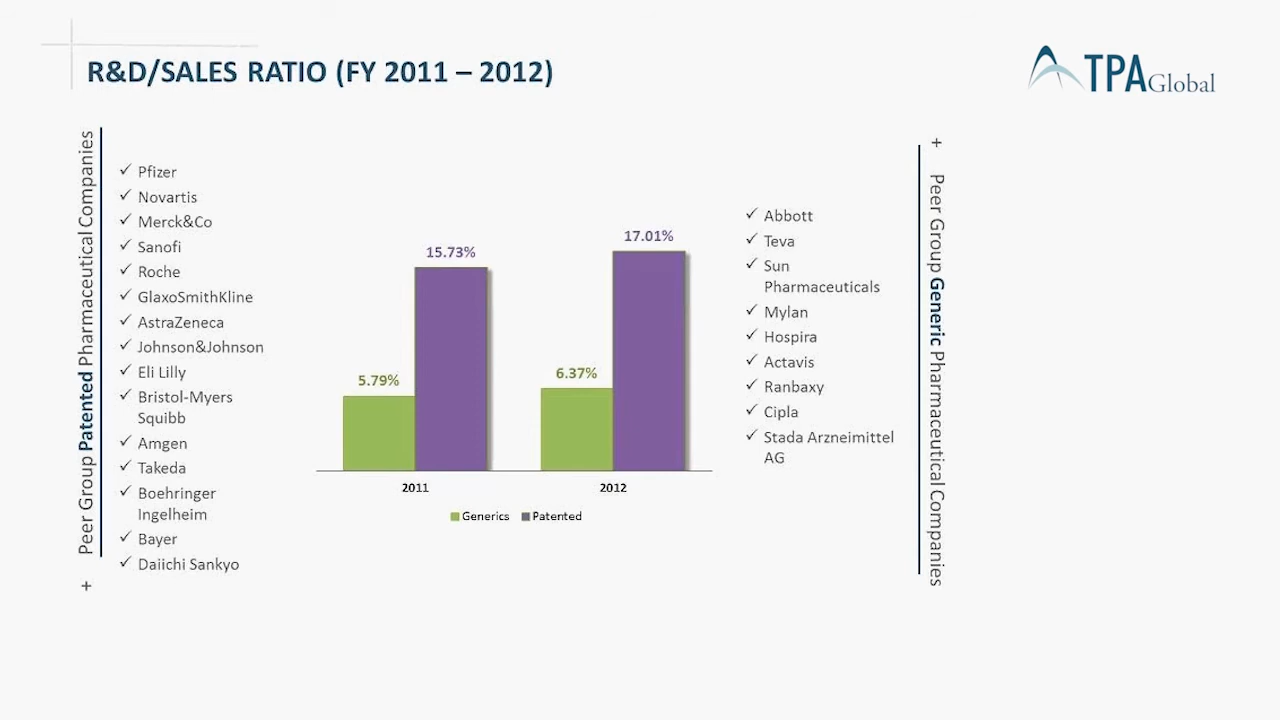 R&D/SALES RATIO (FY 2011 – 2012)
TPA Global
Peer Group Patented Pharmaceutical Companies
+
✓ Pfizer
✓ Novartis
✓ Merck&Co
✓ Sanofi
✓ Roche
✓ GlaxoSmithKline
✓ AstraZeneca
✓ Johnson&Johnson
✓ Eli Lilly
✓ Bristol-Myers
Squibb
✓ Amgen
✓ Takeda
✓ Boehringer
Ingelheim
✓ Bayer
✓ Daiichi Sankyo
5.79%
15.73%
6.37%
17.01%
2011
2012
Generics
Patented
✓ Abbott
✓ Teva
✓ Sun
Pharmaceuticals
✓ Mylan
✓ Hospira
✓ Actavis
✓ Ranbaxy
✓ Cipla
✓ Stada Arzneimittel
AG
+
Peer Group Generic Pharmaceutical Companies